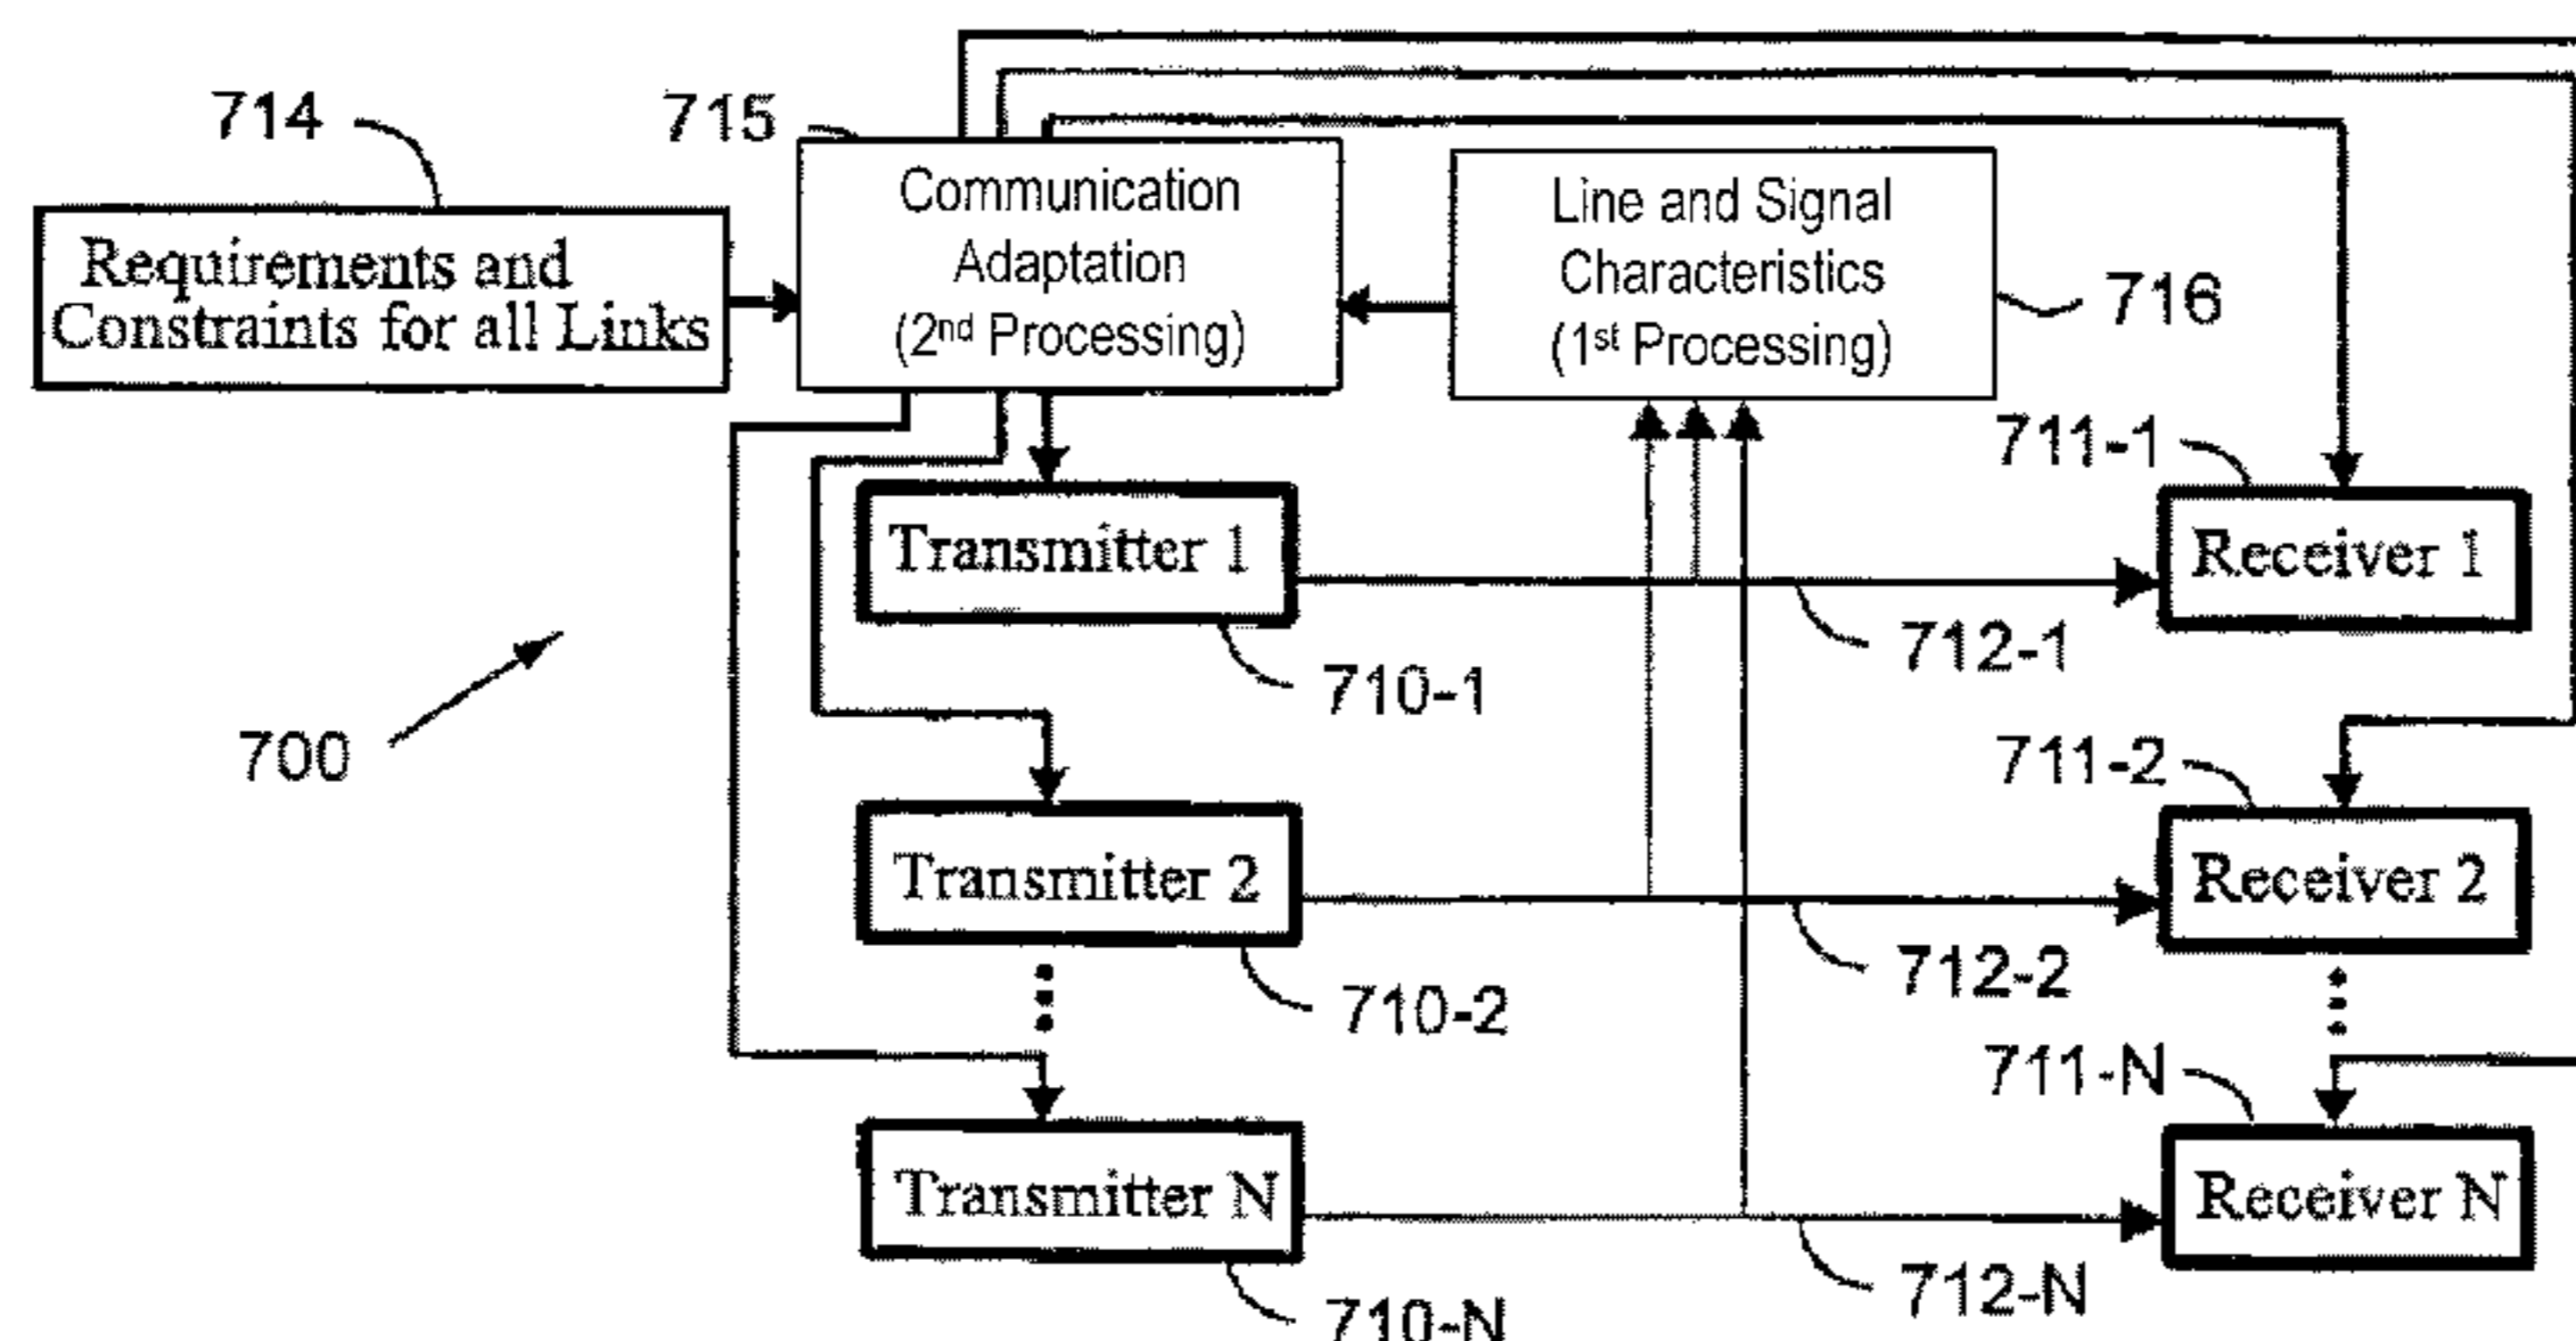 714
715
Requirements and
Constraints for all Links
Communication
Adaptation
(2nd Processing)
Line and Signal
Characteristics
(1st Processing)
716
711-1
Transmitter 1
Receiver 1
712-1
710-1
700
711-2
Transmitter 2
Receiver 2
712-2
710-2
711-N
Transmitter N
Receiver N
712-N
710-N